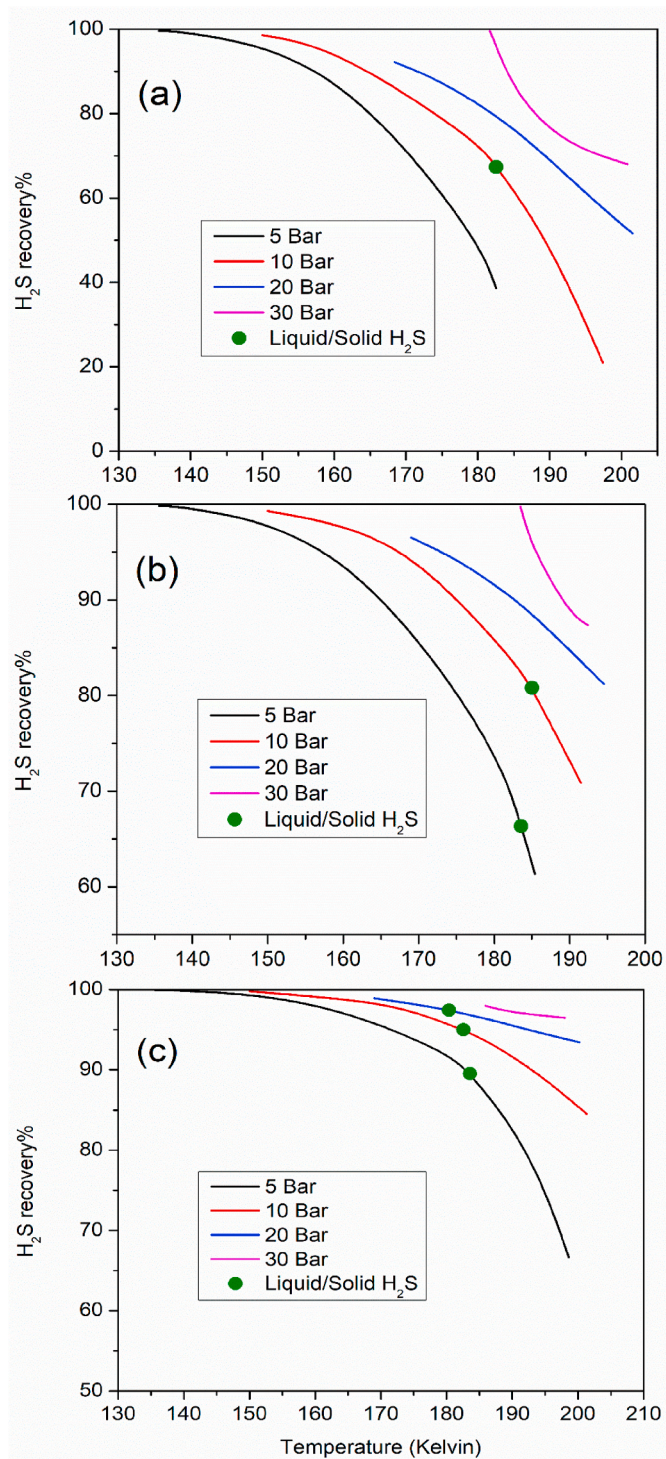 100
80
60
40
20
0
H₂S recovery%
(a)
5 Bar
10 Bar
20 Bar
30 Bar
Liquid/Solid H₂S
130 140 150 160 170 180 190 200
100
90
80
70
60
H₂S recovery%
(b)
5 Bar
10 Bar
20 Bar
30 Bar
Liquid/Solid H₂S
130 140 150 160 170 180 190 200
100
90
80
70
60
50
H₂S recovery%
(c)
5 Bar
10 Bar
20 Bar
30 Bar
Liquid/Solid H₂S
130 140 150 160 170 180 190 200 210
Temperature (Kelvin)